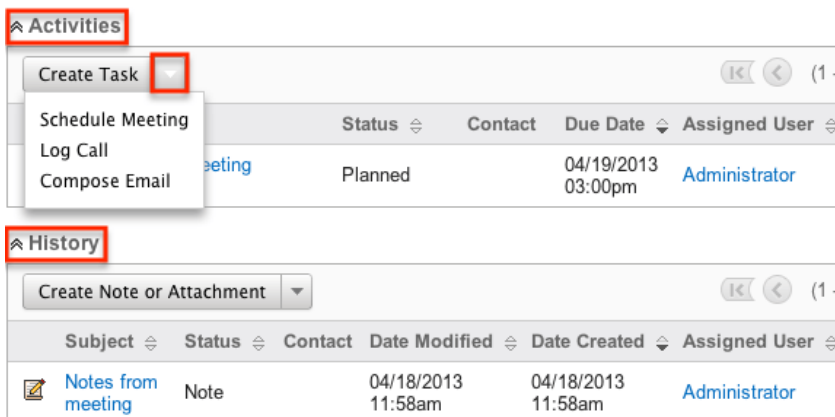 Activities
Create Task
(1 -
Schedule Meeting
Log Call
Compose Email
Status Contact Due Date Assigned User
eeting Planned 04/19/2013 Administrator
03:00pm
History
Create Note or Attachment
(1 -
Subject Status Contact Date Modified Date Created Assigned User
Notes from Note 04/18/2013 04/18/2013 Administrator
meeting 11:58am 11:58am